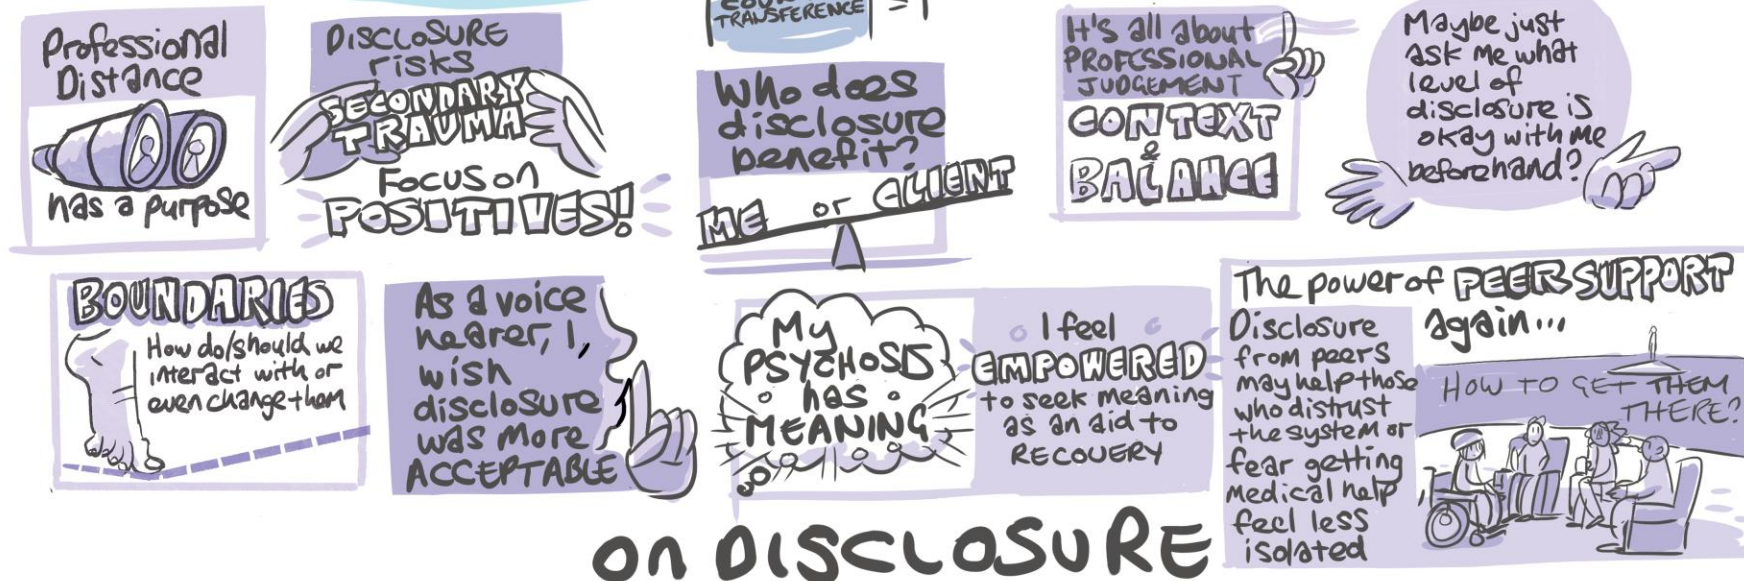 TRANSFERENCE
Professional
Distance
has a purpose
DISCLOSURE
risks
SECONDARY
TRAUMA
Focus on
POSITIVES!
Who does
disclosure
benefit?
ME or CLIENT
It's all about
PROFESSIONAL
JUDGEMENT
CONTEXT
&
BALANCE
Maybe just
ask me what
level of
disclosure is
okay with me
beforehand?
BOUNDARIES
How do/should we
interact with or
even change them
As a voice
hearer, I,
wish
disclosure
was more
ACCEPTABLE
My
PSYCHOSIS
has
MEANING
I feel
EMPOWERED
to seek meaning
as an aid to
RECOVERY
The power of PEER SUPPORT
again...
Disclosure
from peers
may help those
who distrust
the system or
fear getting
medical help
feel less
isolated
HOW TO GET THEM
THERE?
on DISCLOSURE